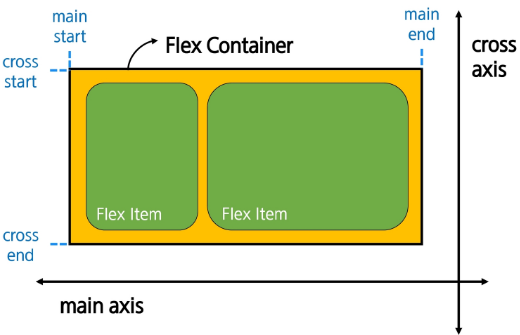 main
start
main
end
Flex Container
cross
axis
cross
start
Flex Item
Flex Item
cross
end
main axis